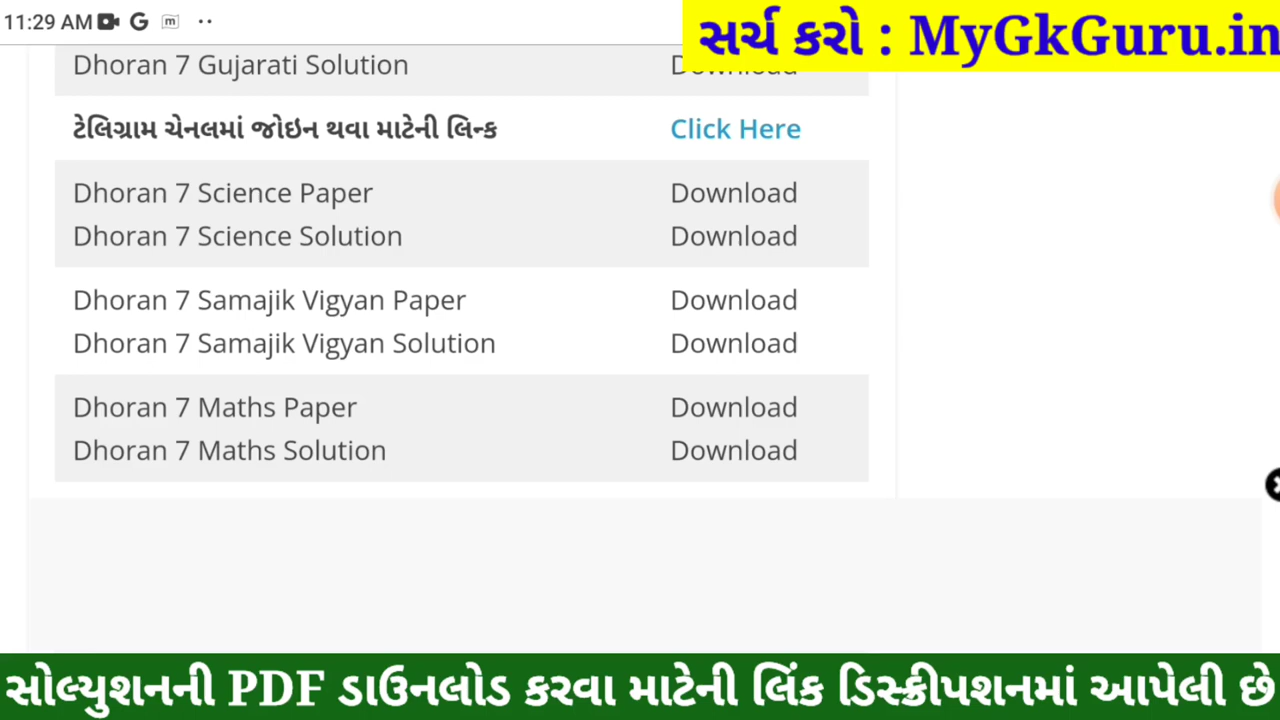 11:29 AM
સર્ચ કરો : MyGkGuru.in
Dhoran 7 Gujarati Solution Download
ટેલિગ્રામ ચેનલમાં જોઇન થવા માટેની લિન્ક Click Here
Dhoran 7 Science Paper Download
Dhoran 7 Science Solution Download
Dhoran 7 Samajik Vigyan Paper Download
Dhoran 7 Samajik Vigyan Solution Download
Dhoran 7 Maths Paper Download
Dhoran 7 Maths Solution Download
સોલ્યુશનની PDF ડાઉનલોડ કરવા માટેની લિંક ડિસ્ક્રીપશનમાં આપેલી છે